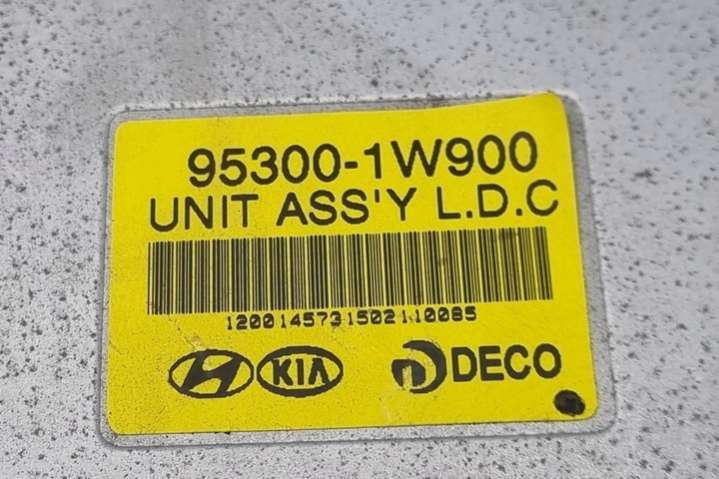 95300-1W900
UNIT ASS'Y L.D.C
1200145731502110085
KIA DECO